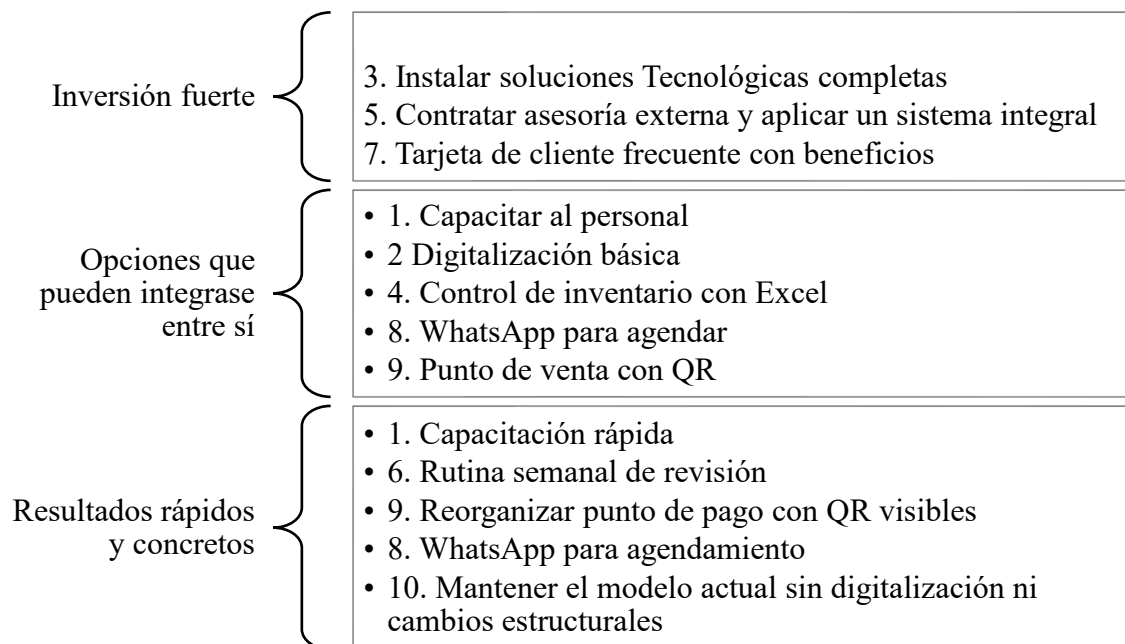 Inversión fuerte
3. Instalar soluciones Tecnológicas completas
5. Contratar asesoría externa y aplicar un sistema integral
7. Tarjeta de cliente frecuente con beneficios
Opciones que
pueden integrase
entre sí
• 1. Capacitar al personal
• 2 Digitalización básica
• 4. Control de inventario con Excel
• 8. WhatsApp para agendar
• 9. Punto de venta con QR
Resultados rápidos
y concretos
• 1. Capacitación rápida
• 6. Rutina semanal de revisión
• 9. Reorganizar punto de pago con QR visibles
• 8. WhatsApp para agendamiento
• 10. Mantener el modelo actual sin digitalización ni
cambios estructurales